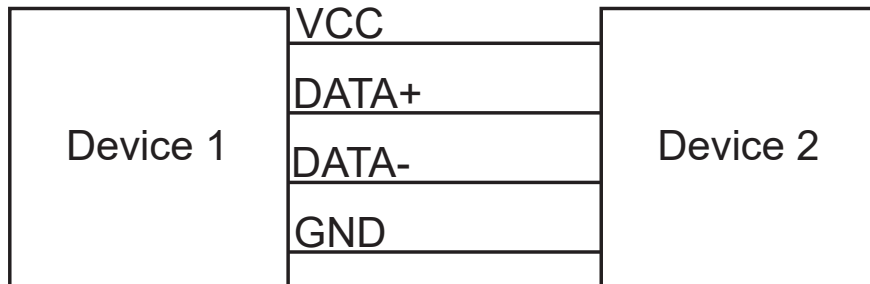 VCC
DATA+
Device 1
Device 2
DATA-
GND